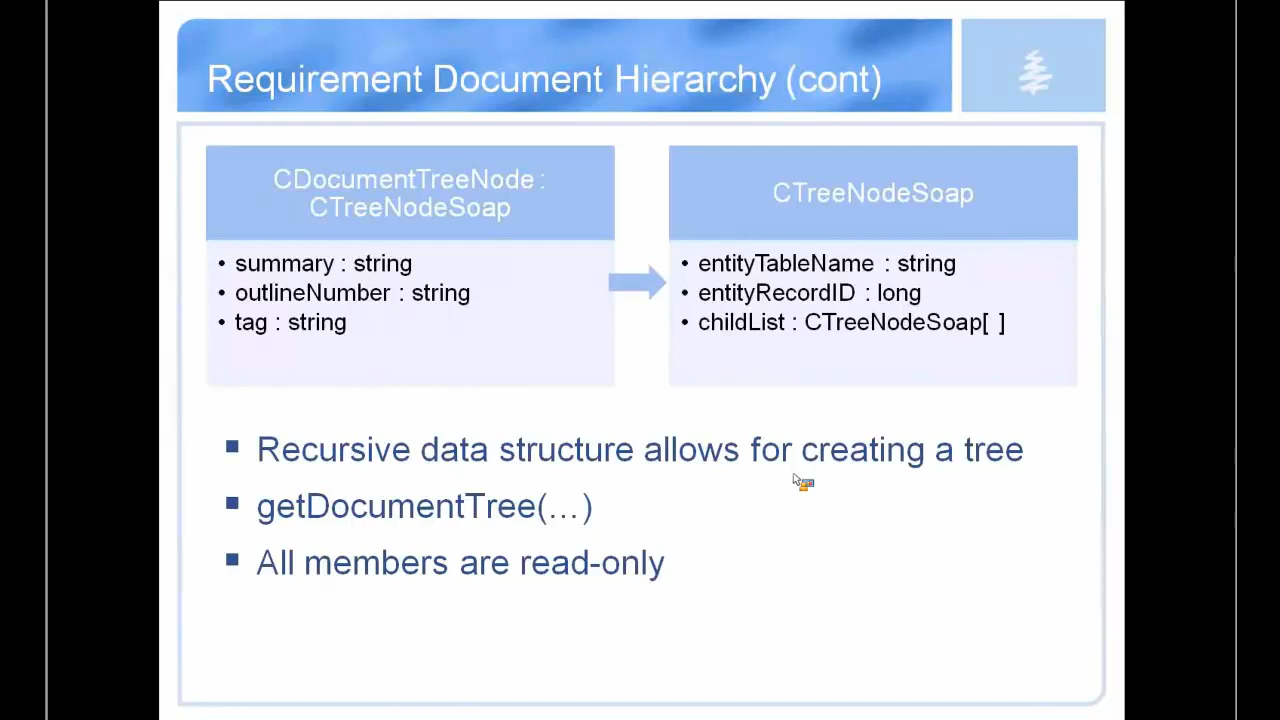 Requirement Document Hierarchy (cont)
CDocumentTreeNode :
CTreeNodeSoap
• summary : string
• outlineNumber : string
• tag : string
CTreeNodeSoap
• entityTableName : string
• entityRecordID : long
• childList : CTreeNodeSoap[ ]
▪ Recursive data structure allows for creating a tree
▪ getDocumentTree(…)
▪ All members are read-only